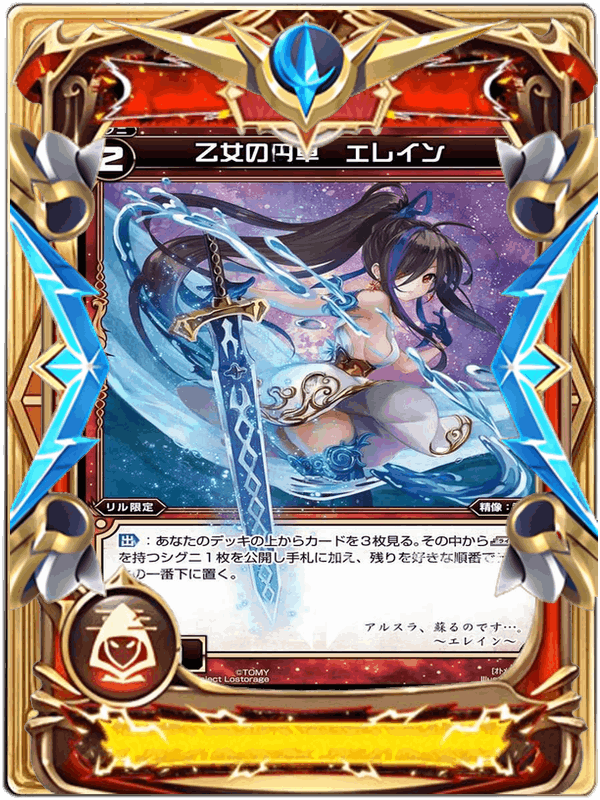 2
乙女の円卓 エレイン
リル限定
精像:
出:あなたのデッキの上からカードを3枚見る。その中から
を持つシグニ1枚を公開し手札に加え、残りを好きな順番で
の一番下に置く。
アルスラ、蘇るのです…。
～エレイン～
©TOMY
ject Lostorage